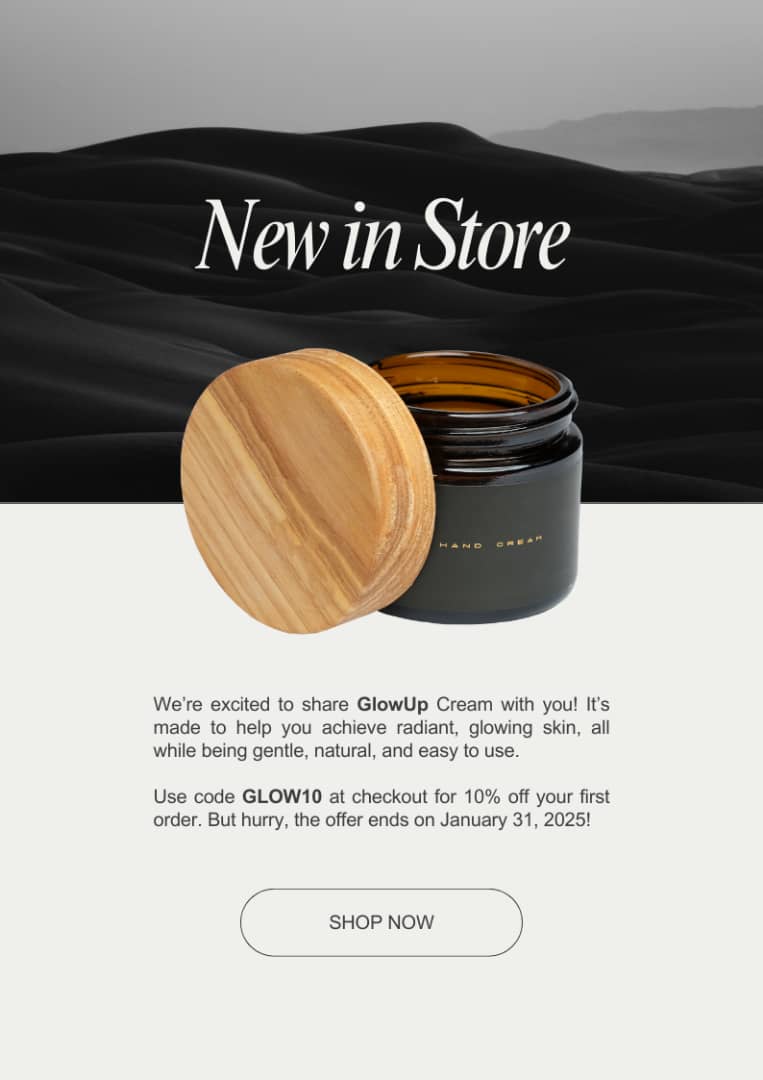 New in Store
HAND CREAM
We’re excited to share GlowUp Cream with you! It’s
made to help you achieve radiant, glowing skin, all
while being gentle, natural, and easy to use.
Use code GLOW10 at checkout for 10% off your first
order. But hurry, the offer ends on January 31, 2025!
SHOP NOW